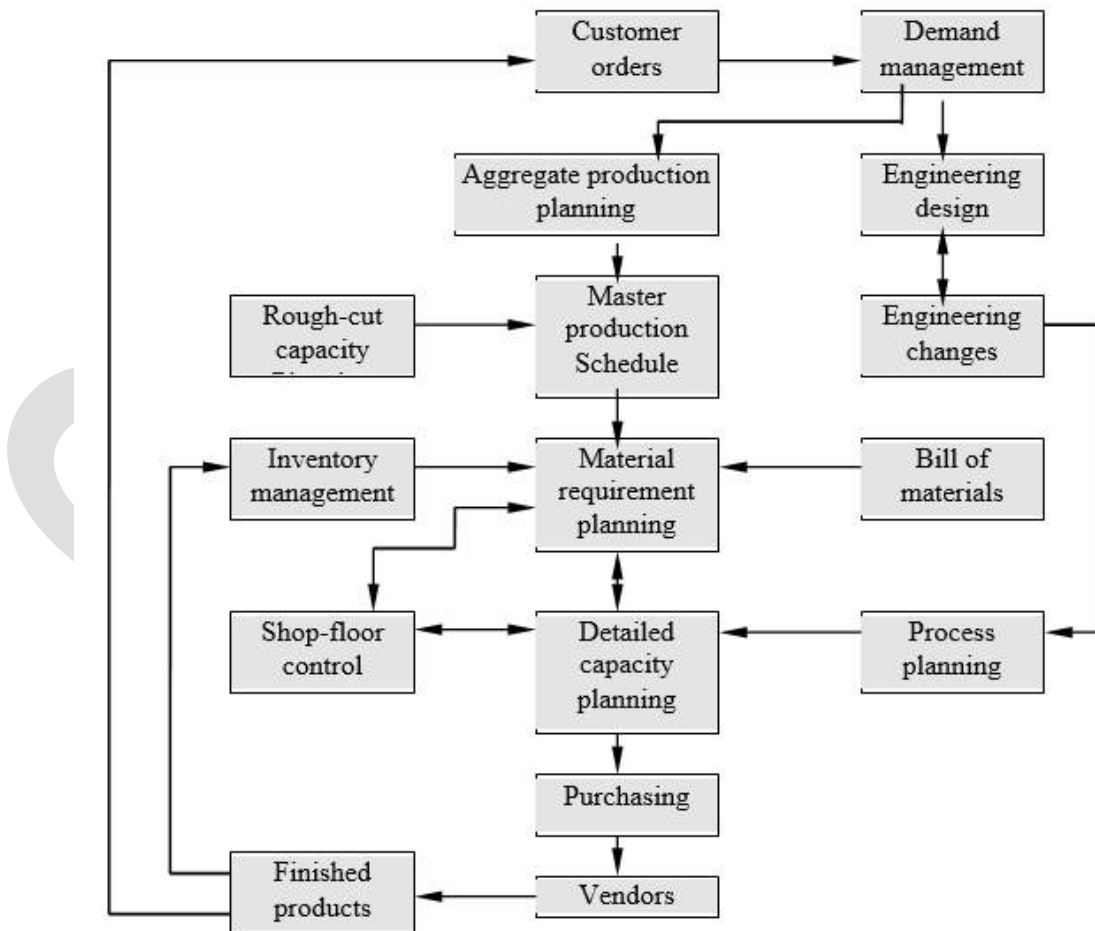 Customer
orders
Demand
management
Aggregate production
planning
Engineering
design
Rough-cut
capacity
Master
production
Schedule
Engineering
changes
Inventory
management
Material
requirement
planning
Bill of
materials
Shop-floor
control
Detailed
capacity
planning
Process
planning
Purchasing
Finished
products
Vendors